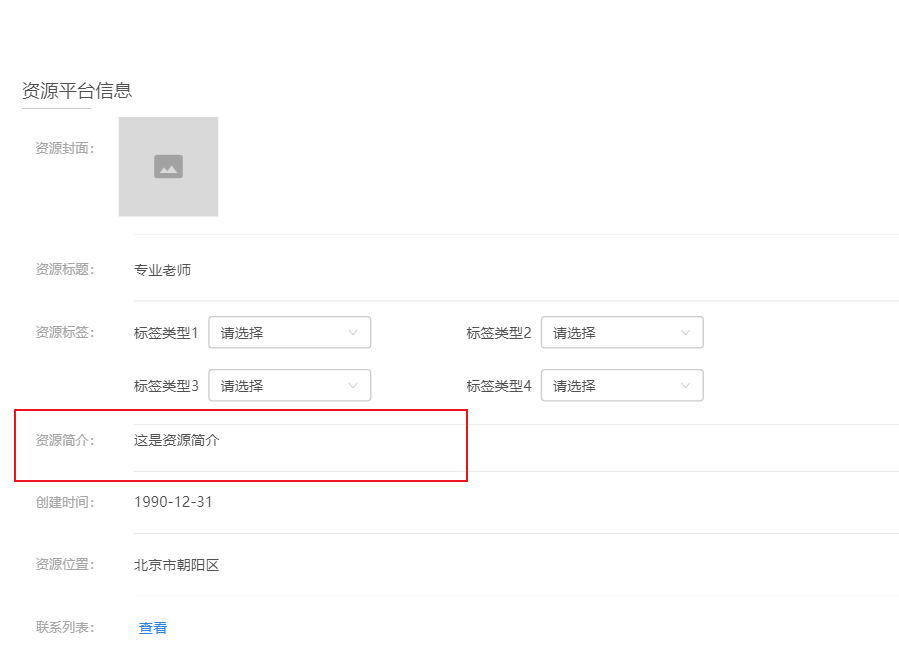 资源平台信息
资源封面:
资源标题: 专业老师
资源标签: 标签类型1 请选择 标签类型2 请选择
标签类型3 请选择 标签类型4 请选择
资源简介: 这是资源简介
创建时间: 1990-12-31
资源位置: 北京市朝阳区
联系列表: 查看